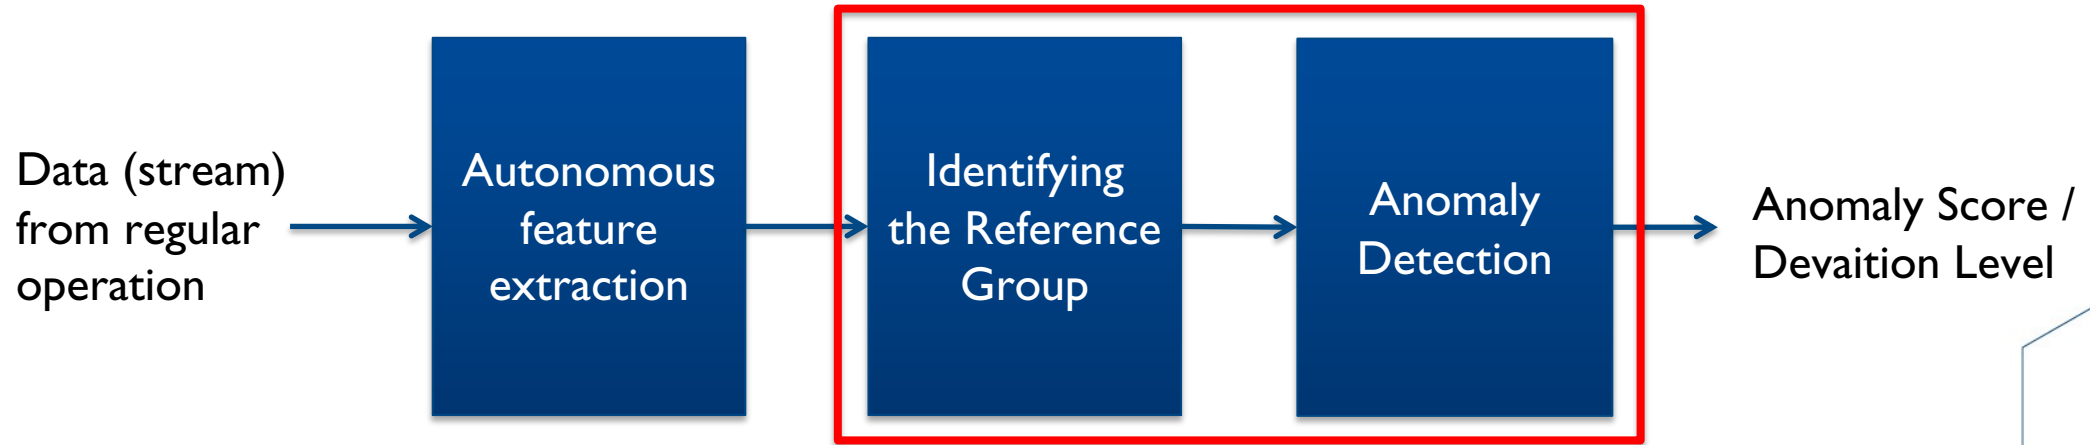 Data (stream)
from regular
operation
Autonomous
feature
extraction
Identifying
the Reference
Group
Anomaly
Detection
Anomaly Score /
Devaition Level